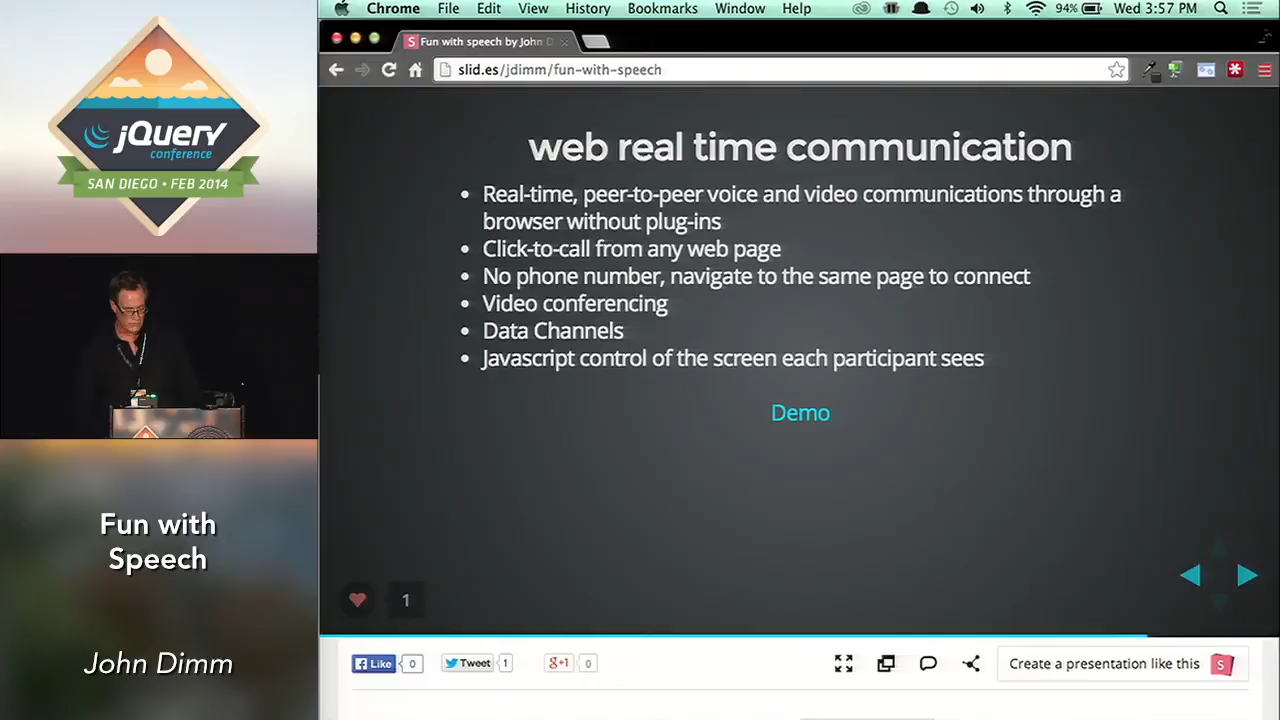 jQuery
conference
SAN DIEGO • FEB 2014
Fun with
Speech
John Dimm
Chrome File Edit View History Bookmarks Window Help 94% Wed 3:57 PM
Fun with speech by John D
slid.es/jdimm/fun-with-speech
web real time communication
• Real-time, peer-to-peer voice and video communications through a
browser without plug-ins
• Click-to-call from any web page
• No phone number, navigate to the same page to connect
• Video conferencing
• Data Channels
• Javascript control of the screen each participant sees
Demo
1
Like 0 Tweet 1 g+1 0 Create a presentation like this S